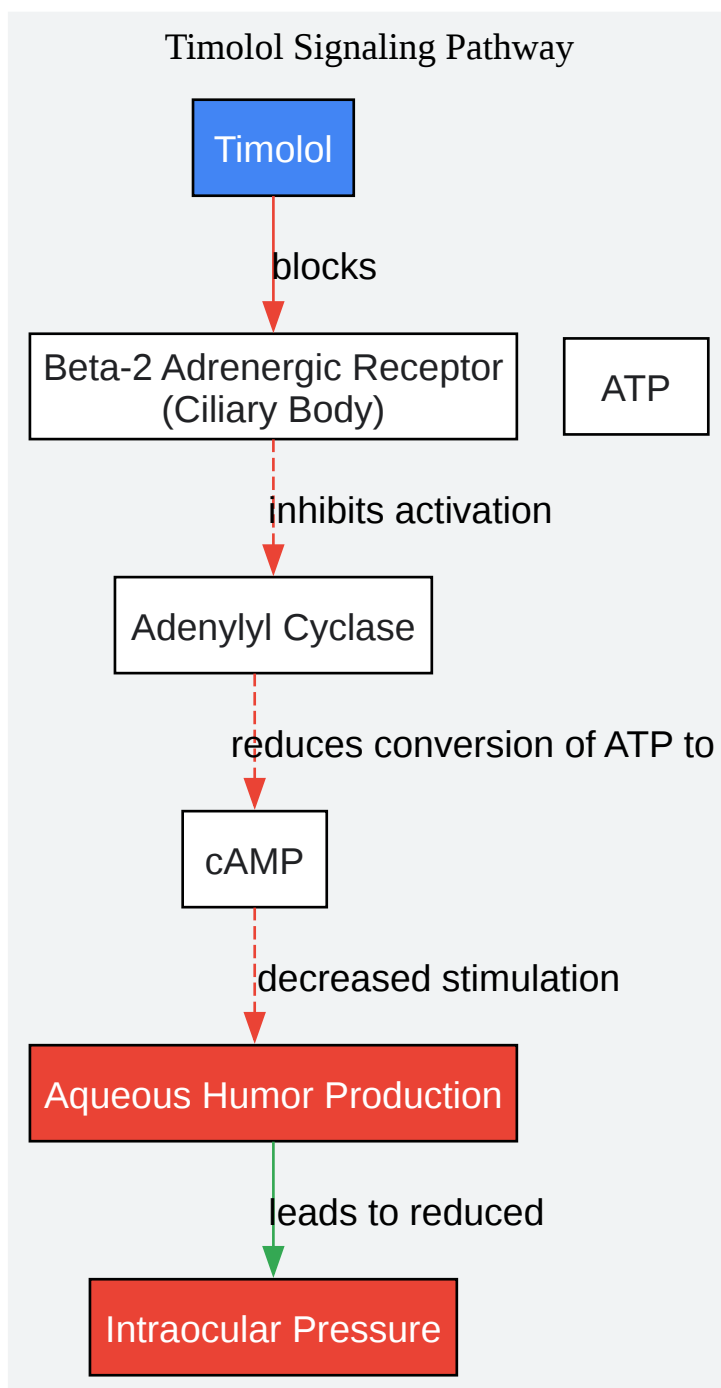 Timolol Signaling Pathway
Timolol
blocks
Beta-2 Adrenergic Receptor
(Ciliary Body)
ATP
inhibits activation
Adenylyl Cyclase
reduces conversion of ATP to
cAMP
decreased stimulation
Aqueous Humor Production
leads to reduced
Intraocular Pressure